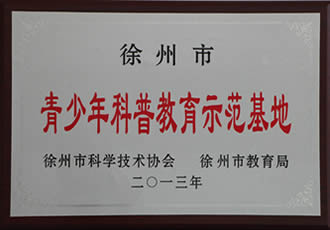 徐州市
青少年科普教育示范基地
徐州市科学技术协会 徐州市教育局
二〇一三年